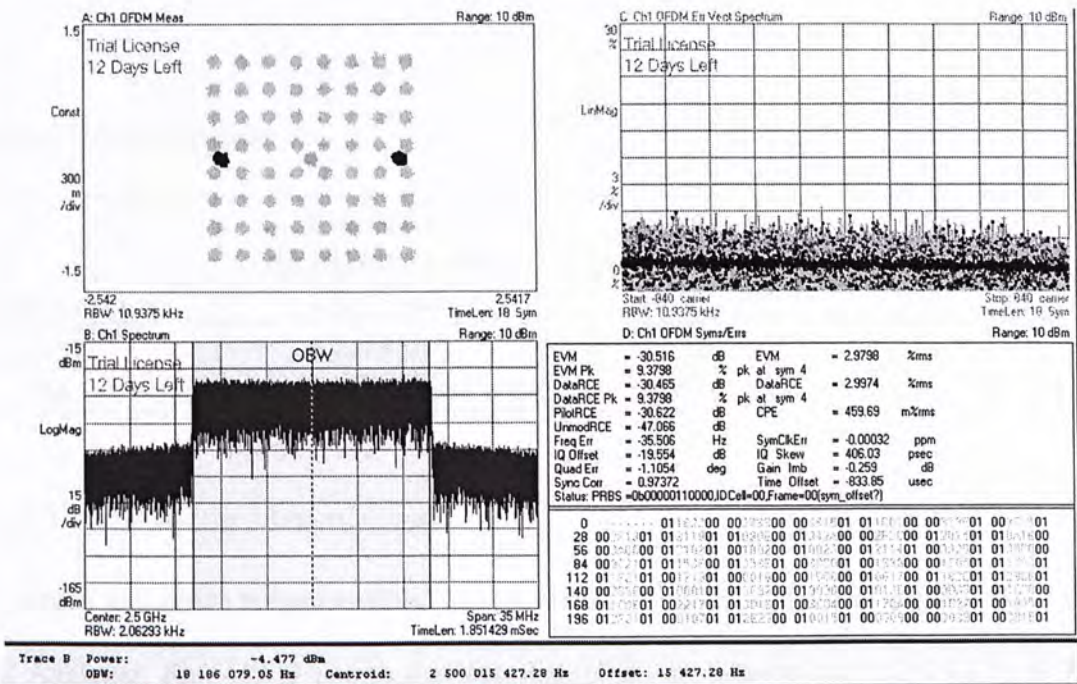 A: Ch1 OFDM Meas Range: 10 dBm
1.5
Trial License
12 Days Left
Const
300
m
/div
-1.5
-2.542 2.5417
RBW: 10.9375 kHz TimeLen: 18 Sym
C: Ch1 OFDM Err Vect Spectrum Range: 10 dBm
30
%
Trial License
12 Days Left
LinMag
3
%
/div
0
%
Start -840 carrier Stop: 840 carrier
RBW: 10.9375 kHz TimeLen: 18 Sym
B: Ch1 Spectrum Range: 10 dBm
-15
dBm
Trial License
12 Days Left
OBW
LogMag
15
dB
/div
-165
dBm
Center: 2.5 GHz Span: 35 MHz
RBW: 2.06293 kHz TimeLen: 1.851429 mSec
D: Ch1 OFDM Syms/Errs Range: 10 dBm
EVM = -30.516 dB EVM = 2.9798 %rms
EVM Pk = 9.3798 % pk at sym 4
DataRCE = -30.465 dB DataRCE = 2.9974 %rms
DataRCE Pk = 9.3798 % pk at sym 4
PilotRCE = -30.622 dB CPE = 459.69 m%rms
UnmodRCE = -47.066 dB
Freq Err = -35.506 Hz SymClkErr = -0.00032 ppm
IQ Offset = -19.554 dB IQ Skew = 406.03 psec
Quad Err = -1.1054 deg Gain Imb = -0.259 dB
Sync Corr = 0.97372 Time Offset = -833.85 usec
Status: PRBS =0b00000110000,IDCell=00,Frame=00(sym_offset?)
0
28
56
84
112
140
168
196
Trace B Power: -4.477 dBm
OBW: 18 186 079.05 Hz Centroid: 2 500 015 427.28 Hz Offset: 15 427.28 Hz